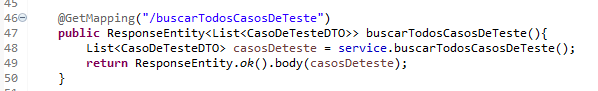 45
46 @GetMapping("/buscarTodosCasosDeTeste")
47 public ResponseEntity<List<CasoDeTesteDTO>> buscarTodosCasosDeTeste(){
48 List<CasoDeTesteDTO> casosDeteste = service.buscarTodosCasosDeTeste();
49 return ResponseEntity.ok().body(casosDeteste);
50 }